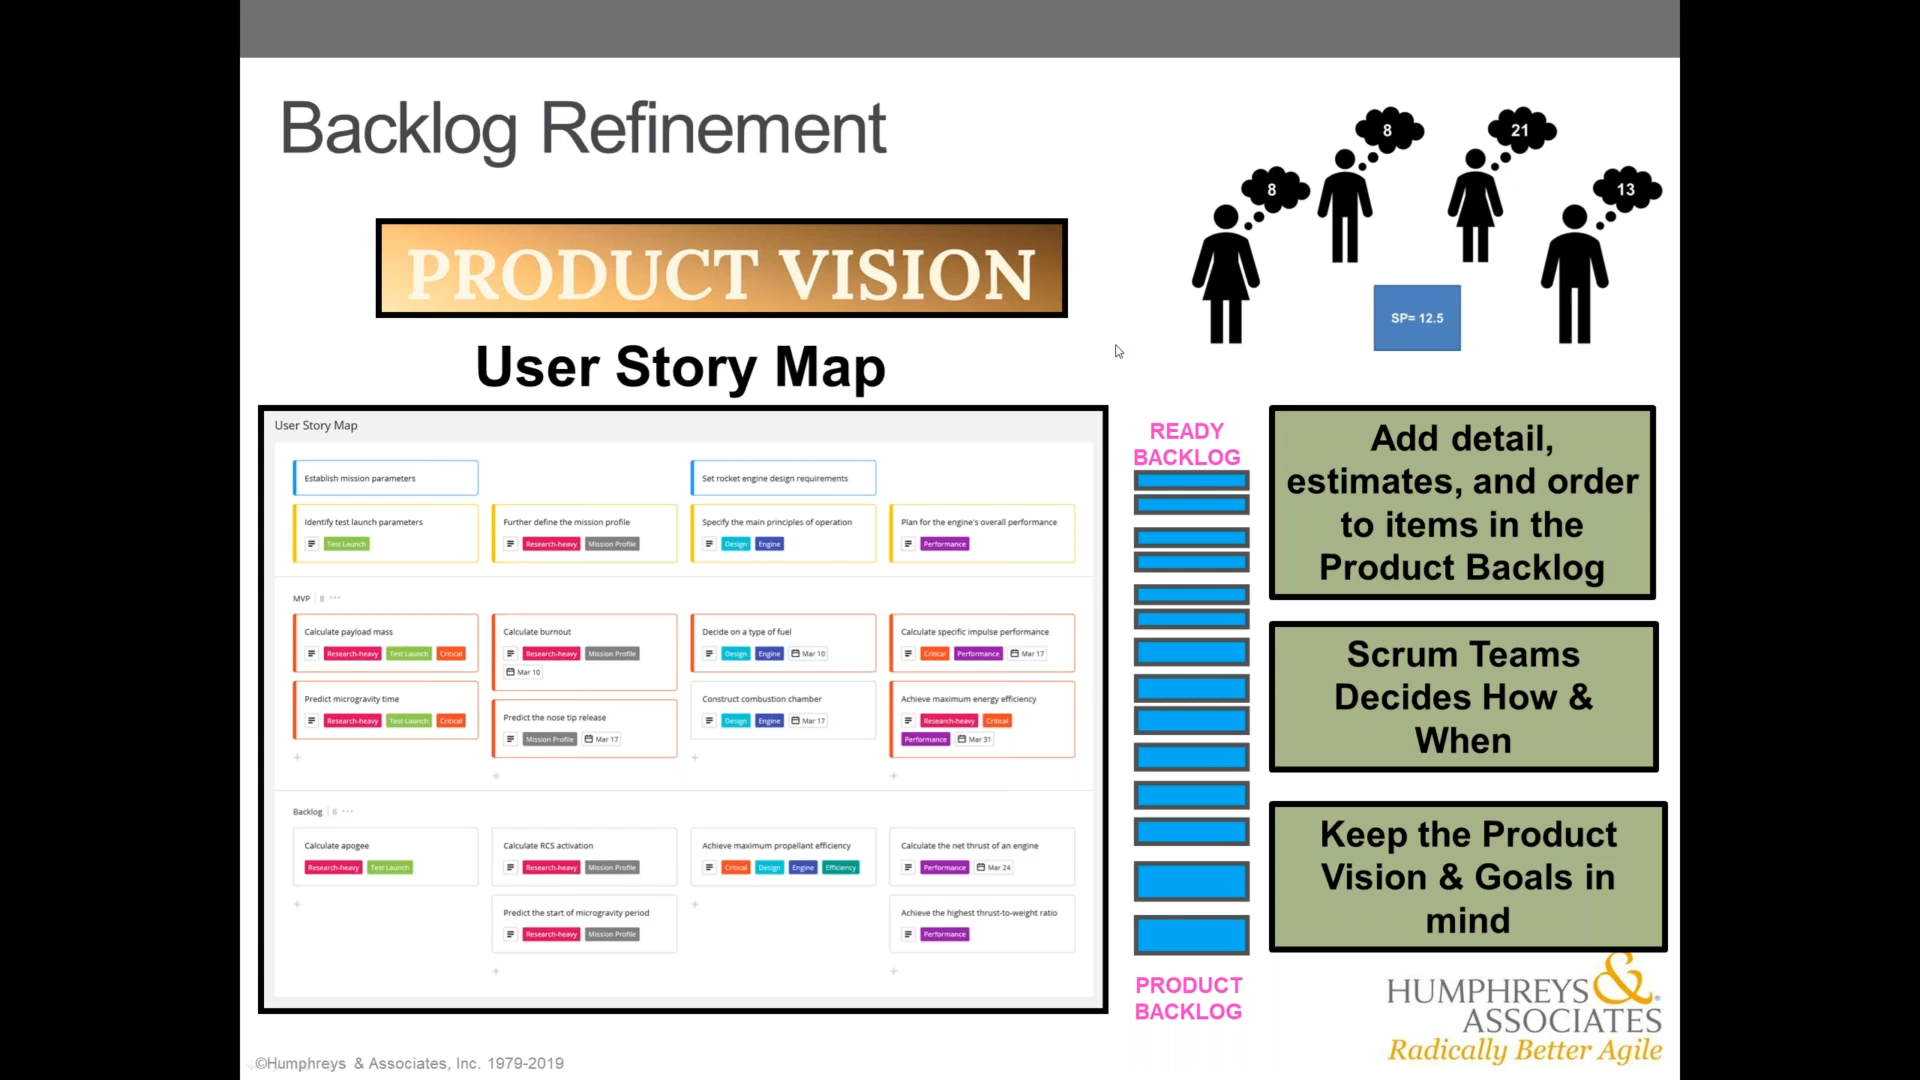 Backlog Refinement
8
21
8
13
SP= 12.5
PRODUCT VISION
User Story Map
User Story Map
Establish mission parameters
Set rocket engine design requirements
Identify test launch parameters
Test Launch
Further define the mission profile
Research-heavy Mission Profile
Specify the main principles of operation
Design Engine
Plan for the engine's overall performance
Performance
MVP 8
Calculate payload mass
Research-heavy Test Launch Critical
Calculate burnout
Research-heavy Mission Profile
Mar 10
Decide on a type of fuel
Design Engine Mar 10
Calculate specific impulse performance
Critical Performance Mar 17
Predict microgravity time
Research-heavy Test Launch Critical
Predict the nose tip release
Mission Profile Mar 17
Construct combustion chamber
Design Engine Mar 17
Achieve maximum energy efficiency
Research-heavy Critical
Performance Mar 31
Backlog 6
Calculate apogee
Research-heavy Test Launch
Calculate RCS activation
Research-heavy Mission Profile
Achieve maximum propellant efficiency
Critical Design Engine Efficiency
Calculate the net thrust of an engine
Performance Mar 24
Predict the start of microgravity period
Research-heavy Mission Profile
Achieve the highest thrust-to-weight ratio
Performance
READY
BACKLOG
PRODUCT
BACKLOG
Add detail,
estimates, and order
to items in the
Product Backlog
Scrum Teams
Decides How &
When
Keep the Product
Vision & Goals in
mind
HUMPHREYS &
ASSOCIATES
Radically Better Agile
©Humphreys & Associates, Inc. 1979-2019